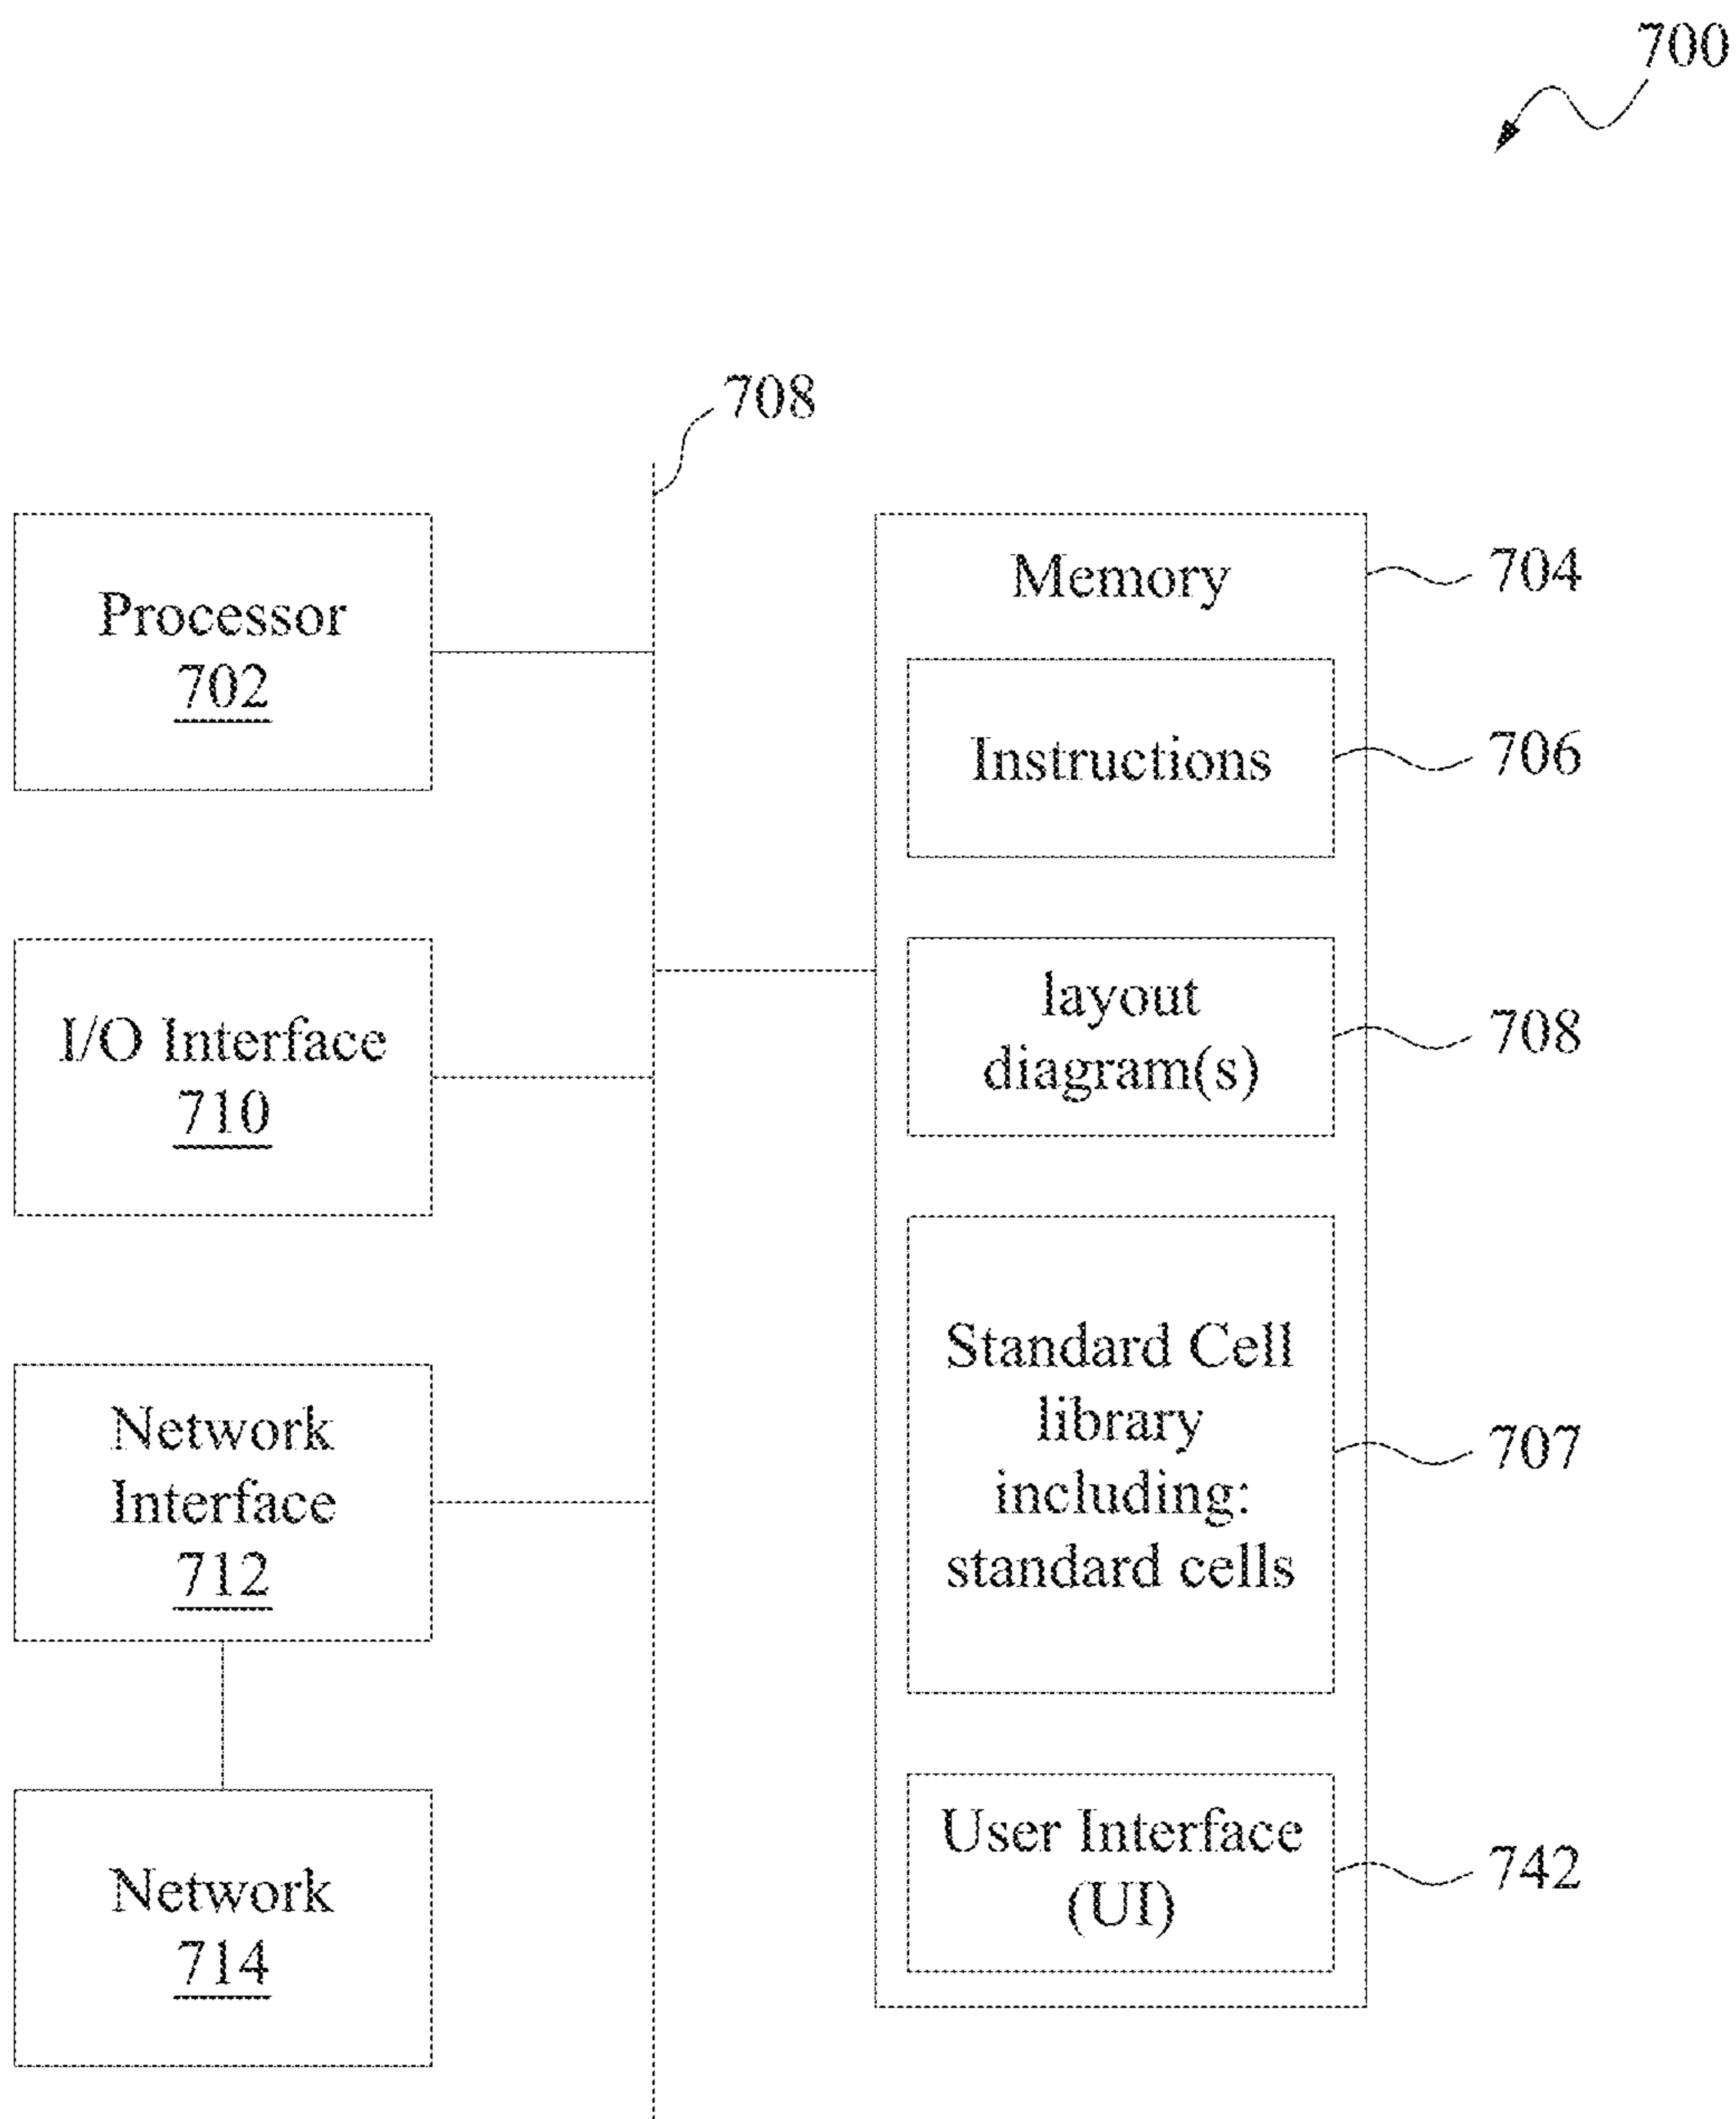 700
708
Processor
702
Memory
704
Instructions
706
I/O Interface
710
layout
diagram(s)
708
Network
Interface
712
Standard Cell
library
including:
standard cells
707
Network
714
User Interface
(UI)
742